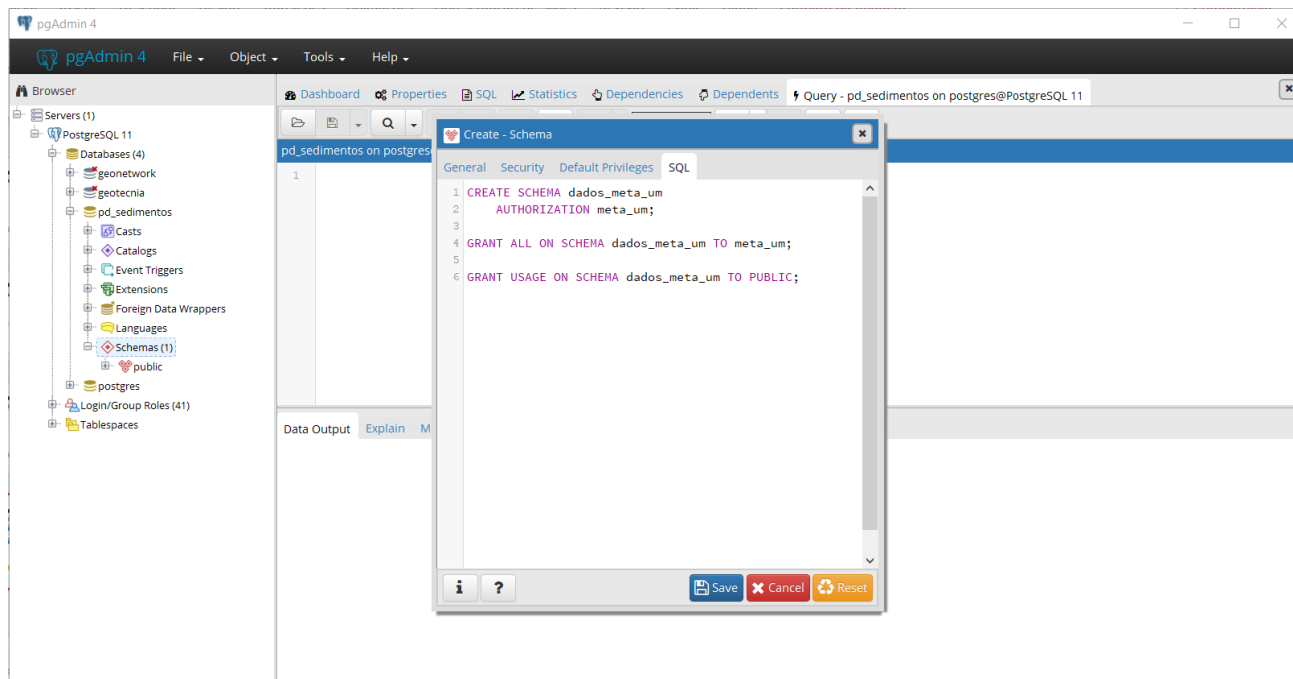 pgAdmin 4
pgAdmin 4 File Object Tools Help
Browser
Dashboard Properties SQL Statistics Dependencies Dependents Query - pd_sedimentos on postgres@PostgreSQL 11
Servers (1)
PostgreSQL 11
Databases (4)
geonetwork
geotecnia
pd_sedimentos
Casts
Catalogs
Event Triggers
Extensions
Foreign Data Wrappers
Languages
Schemas (1)
public
postgres
Login/Group Roles (41)
Tablespaces
pd_sedimentos on postgres
1
Create - Schema
General Security Default Privileges SQL
1 CREATE SCHEMA dados_meta_um
2 AUTHORIZATION meta_um;
3
4 GRANT ALL ON SCHEMA dados_meta_um TO meta_um;
5
6 GRANT USAGE ON SCHEMA dados_meta_um TO PUBLIC;
i ? Save Cancel Reset
Data Output Explain M